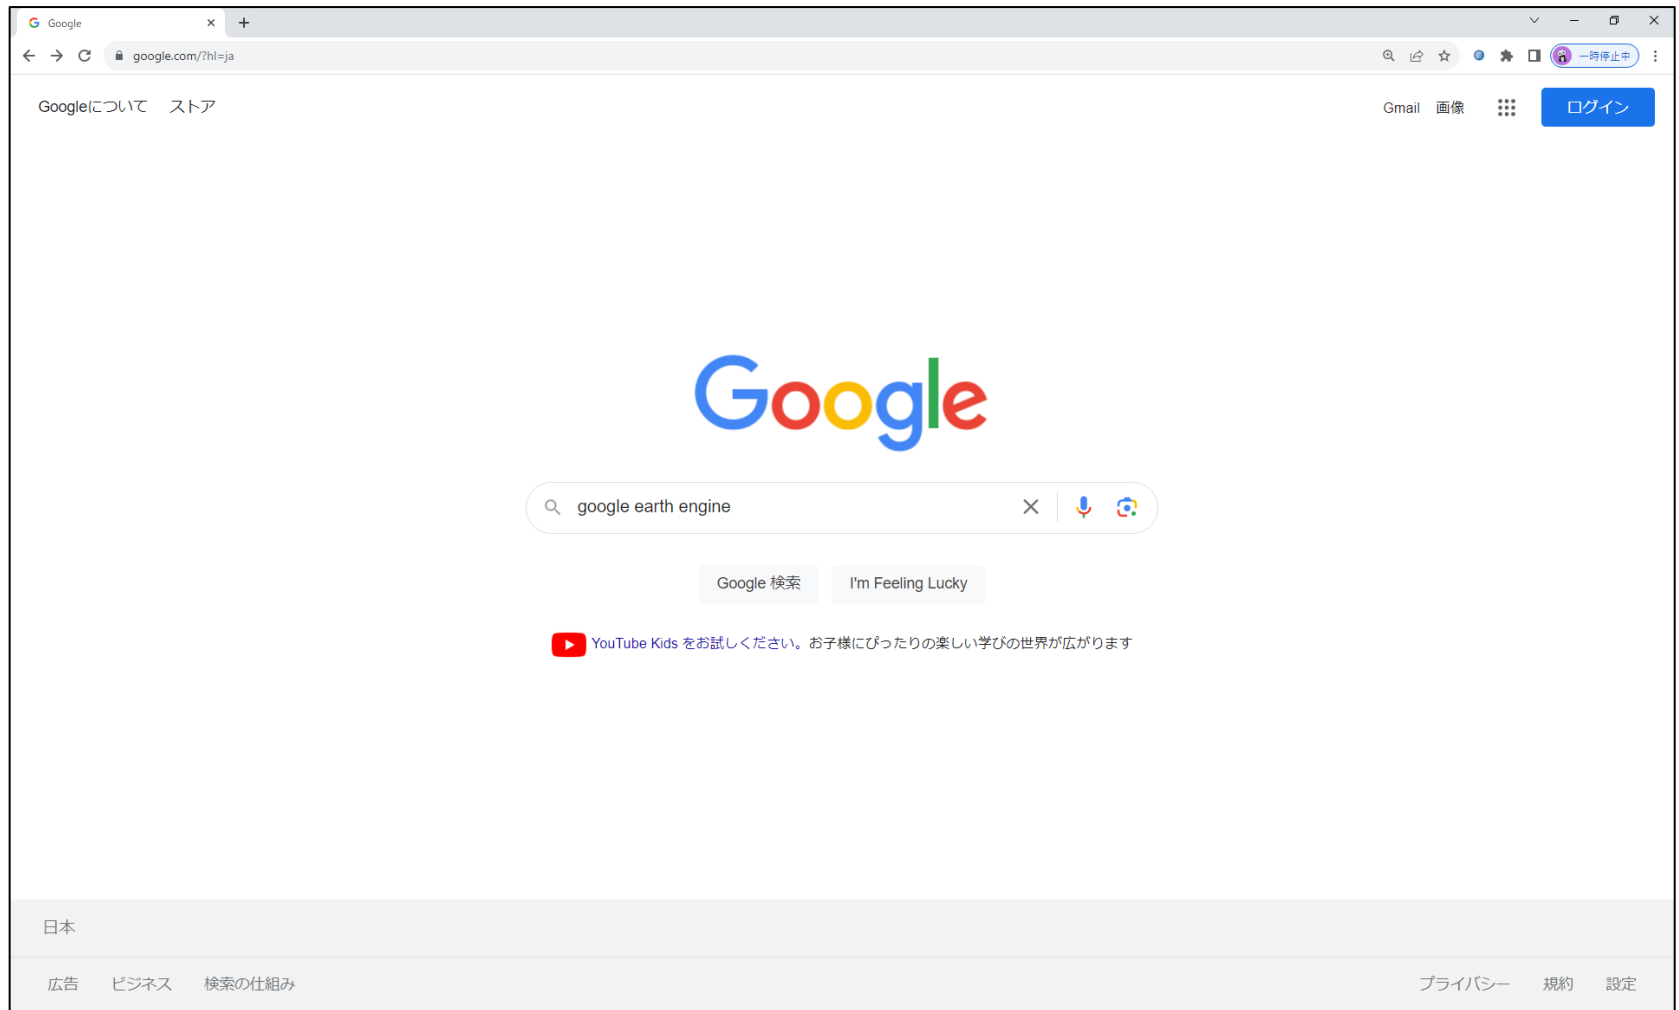 Google
google.com/?hl=ja
一時停止中
Googleについて ストア
Gmail 画像 ログイン
Google
google earth engine
Google 検索 I'm Feeling Lucky
YouTube Kids をお試しください。お子様にぴったりの楽しい学びの世界が広がります
日本
広告 ビジネス 検索の仕組み プライバシー 規約 設定